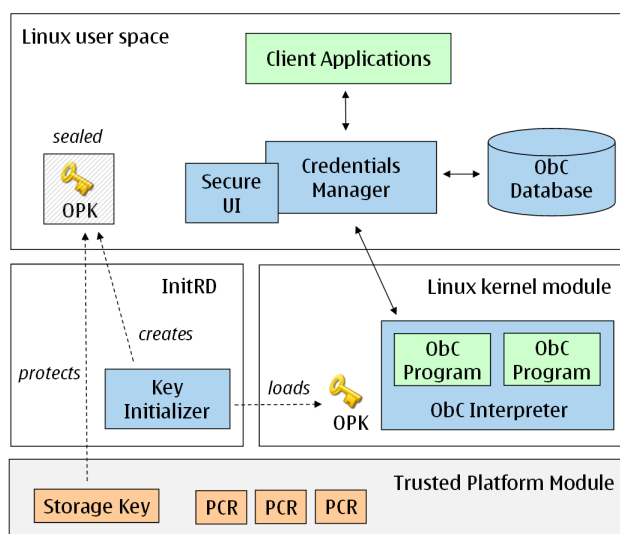 Linux user space
Client Applications
sealed
OPK
Secure
UI
Credentials
Manager
ObC
Database
InitRD
creates
protects
Key
Initializer
loads
Linux kernel module
OPK
ObC
Program
ObC
Program
ObC Interpreter
Trusted Platform Module
Storage Key
PCR
PCR
PCR